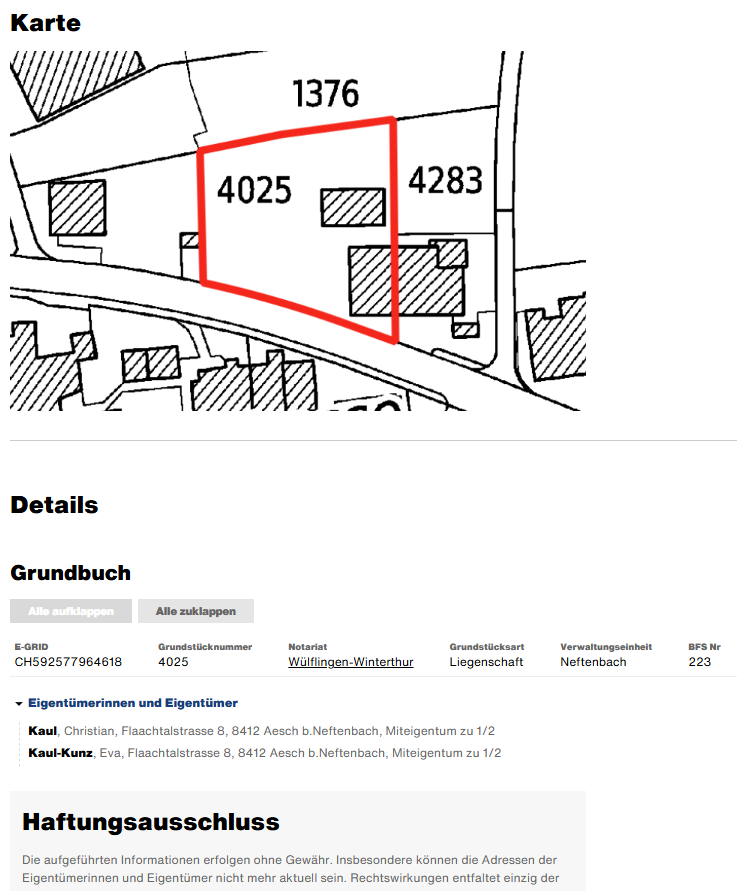 Karte
1376
4025
4283
Details
Grundbuch
Alle aufklappen Alle zuklappen
E-GRID Grundstücknummer Notariat Grundstücksart Verwaltungseinheit BFS Nr
CH592577964618 4025 Wülflingen-Winterthur Liegenschaft Neftenbach 223
Eigentümerinnen und Eigentümer
Kaul, Christian, Flaachtalstrasse 8, 8412 Aesch b.Neftenbach, Miteigentum zu 1/2
Kaul-Kunz, Eva, Flaachtalstrasse 8, 8412 Aesch b.Neftenbach, Miteigentum zu 1/2
Haftungsausschluss
Die aufgeführten Informationen erfolgen ohne Gewähr. Insbesondere können die Adressen der
Eigentümerinnen und Eigentümer nicht mehr aktuell sein. Rechtswirkungen entfaltet einzig der